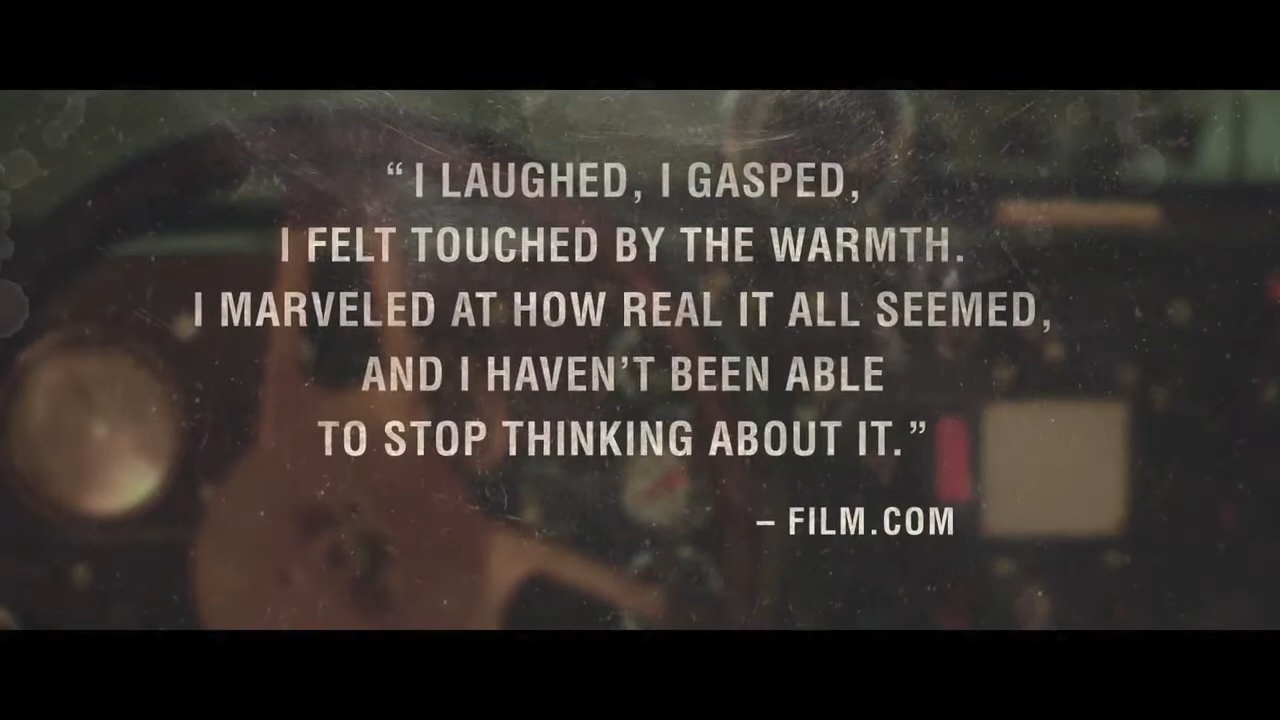 “ I LAUGHED, I GASPED,
I FELT TOUCHED BY THE WARMTH.
I MARVELED AT HOW REAL IT ALL SEEMED,
AND I HAVEN’T BEEN ABLE
TO STOP THINKING ABOUT IT.”
– FILM.COM